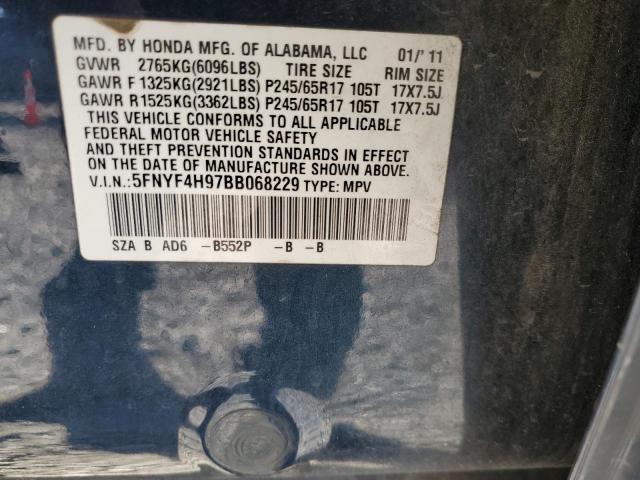 MFD. BY HONDA MFG. OF ALABAMA, LLC 01/' 11
GVWR 2765KG(6096LBS) TIRE SIZE RIM SIZE
GAWR F 1325KG(2921LBS) P245/65R17 105T 17X7.5J
GAWR R1525KG(3362LBS) P245/65R17 105T 17X7.5J
THIS VEHICLE CONFORMS TO ALL APPLICABLE
FEDERAL MOTOR VEHICLE SAFETY
AND THEFT PREVENTION STANDARDS IN EFFECT
ON THE DATE OF MANUFACTURE SHOWN ABOVE.
V.I.N.:5FNYF4H97BB068229 TYPE: MPV
SZA B AD6 -B552P -B -B